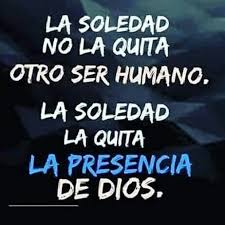 LA SOLEDAD
NO LA QUITA
OTRO SER HUMANO.
LA SOLEDAD
LA QUITA
LA PRESENCIA
DE DIOS.